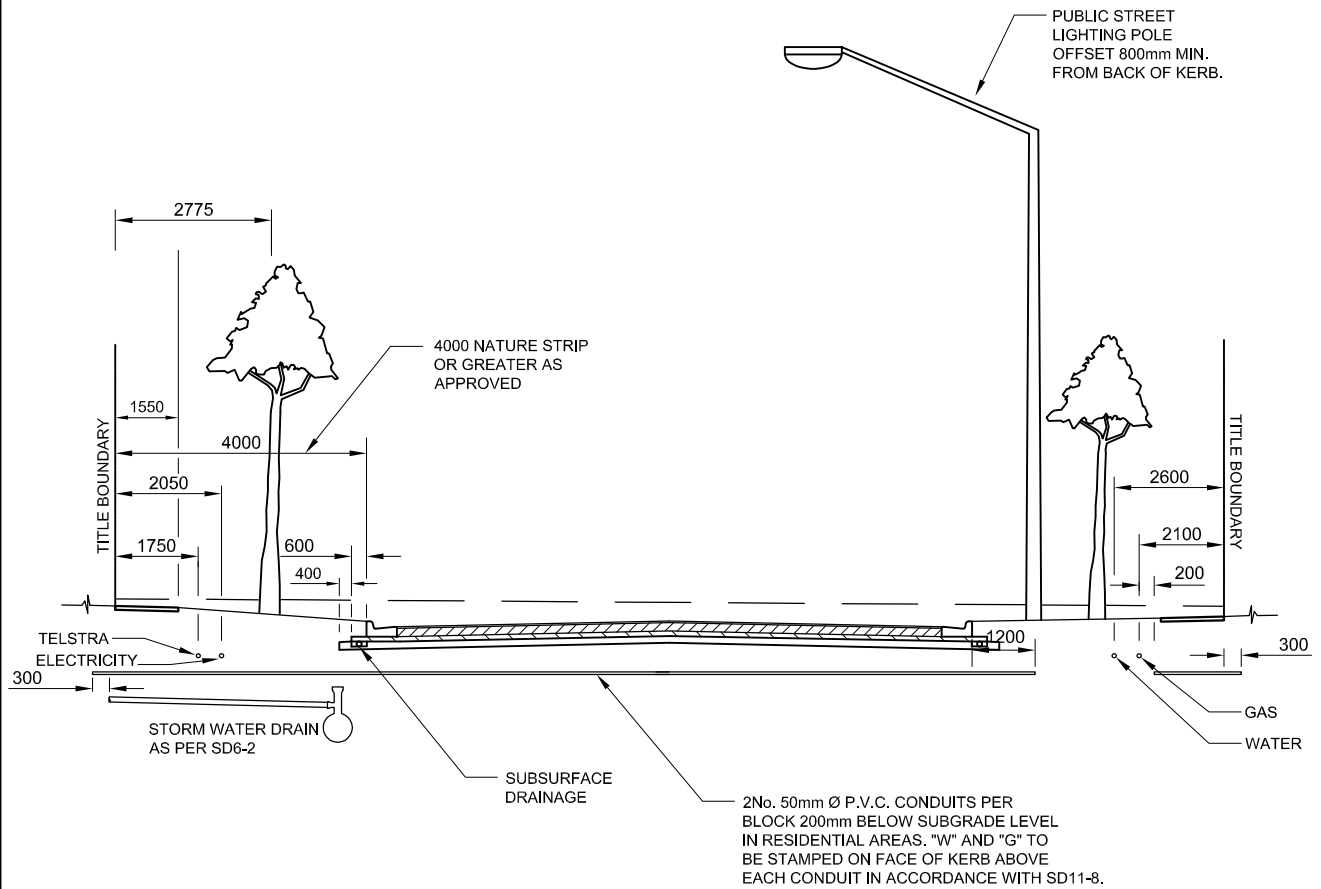 PUBLIC STREET
LIGHTING POLE
OFFSET 800mm MIN.
FROM BACK OF KERB.
2775
4000 NATURE STRIP
OR GREATER AS
APPROVED
1550
4000
2050
1750
600
400
TITLE BOUNDARY
2600
2100
200
TITLE BOUNDARY
TELSTRA
ELECTRICITY
300
1200
300
STORM WATER DRAIN
AS PER SD6-2
GAS
WATER
SUBSURFACE
DRAINAGE
2No. 50mm Ø P.V.C. CONDUITS PER
BLOCK 200mm BELOW SUBGRADE LEVEL
IN RESIDENTIAL AREAS. "W" AND "G" TO
BE STAMPED ON FACE OF KERB ABOVE
EACH CONDUIT IN ACCORDANCE WITH SD11-8.